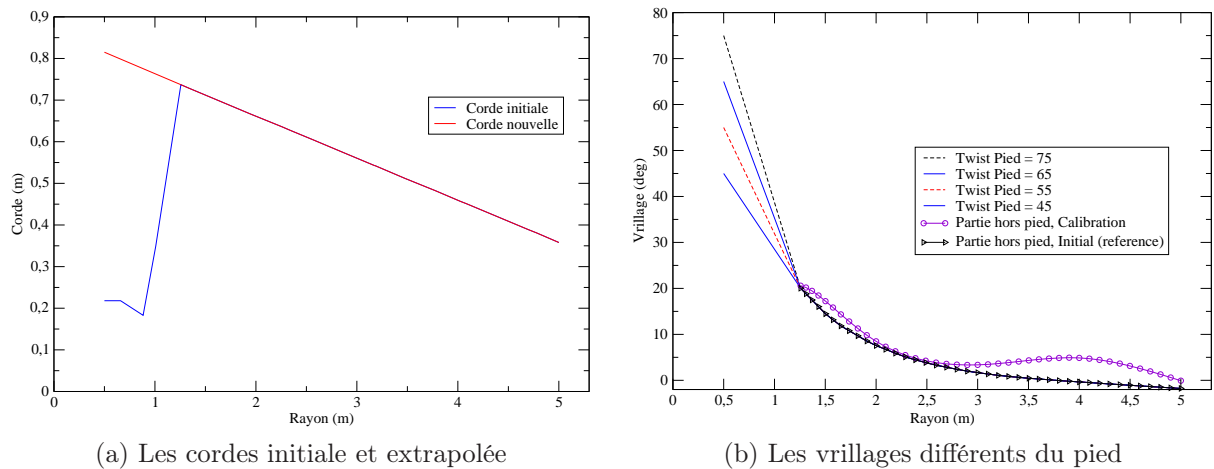 0,9
0,8
0,7
0,6
0,5
0,4
0,3
0,2
0,1
0
Corde (m)
0 1 2 3 4 5
Rayon (m)
Corde initiale
Corde nouvelle
(a) Les cordes initiale et extrapolée
80
70
60
50
40
30
20
10
0
Vrillage (deg)
0 0,5 1 1,5 2 2,5 3 3,5 4 4,5 5
Rayon (m)
Twist Pied = 75
Twist Pied = 65
Twist Pied = 55
Twist Pied = 45
Partie hors pied, Calibration
Partie hors pied, Initial (reference)
(b) Les vrillages différents du pied